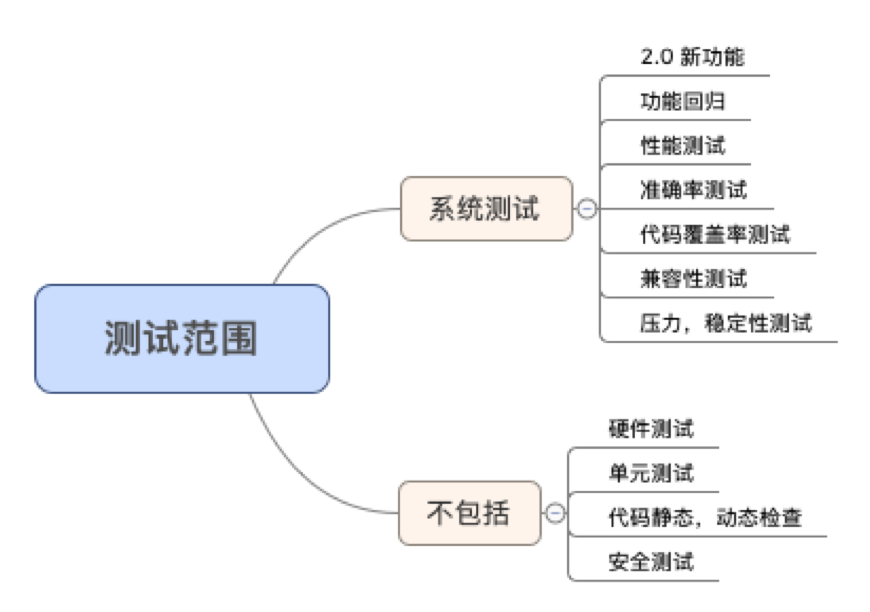 测试范围
系统测试
2.0 新功能
功能回归
性能测试
准确率测试
代码覆盖率测试
兼容性测试
压力，稳定性测试
不包括
硬件测试
单元测试
代码静态，动态检查
安全测试